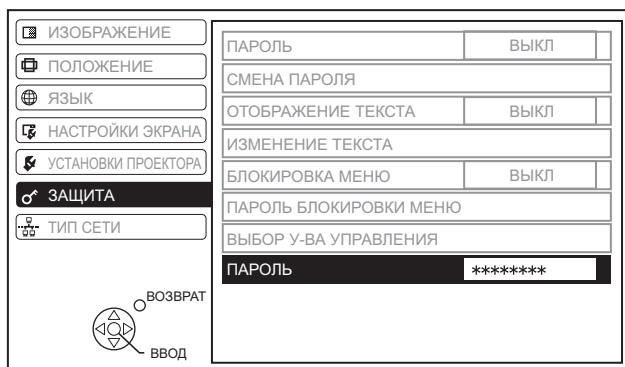 ИЗОБРАЖЕНИЕ
ПОЛОЖЕНИЕ
ЯЗЫК
НАСТРОЙКИ ЭКРАНА
УСТАНОВКИ ПРОЕКТОРА
ЗАЩИТА
ТИП СЕТИ
ВОЗВРАТ
ВВОД
ПАРОЛЬ ВЫКЛ
СМЕНА ПАРОЛЯ
ОТОБРАЖЕНИЕ ТЕКСТА ВЫКЛ
ИЗМЕНЕНИЕ ТЕКСТА
БЛОКИРОВКА МЕНЮ ВЫКЛ
ПАРОЛЬ БЛОКИРОВКИ МЕНЮ
ВЫБОР У-ВА УПРАВЛЕНИЯ
ПАРОЛЬ ********